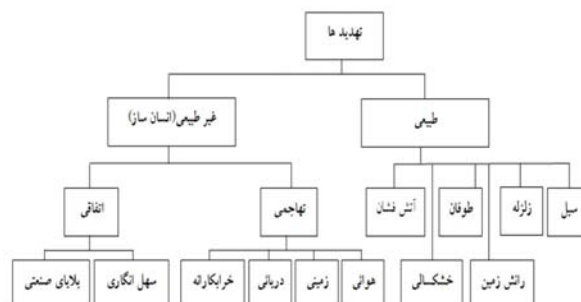 تهدید ها
طبیعی
غیر طبیعی(انسان ساز)
سیل
زلزله
طوفان
آتش فشان
تهاجمی
اتفاقی
رانش زمین
خشکسالی
هوائی
زمینی
دریائی
خرابکارانه
سهل انگاری
بلایای صنعتی